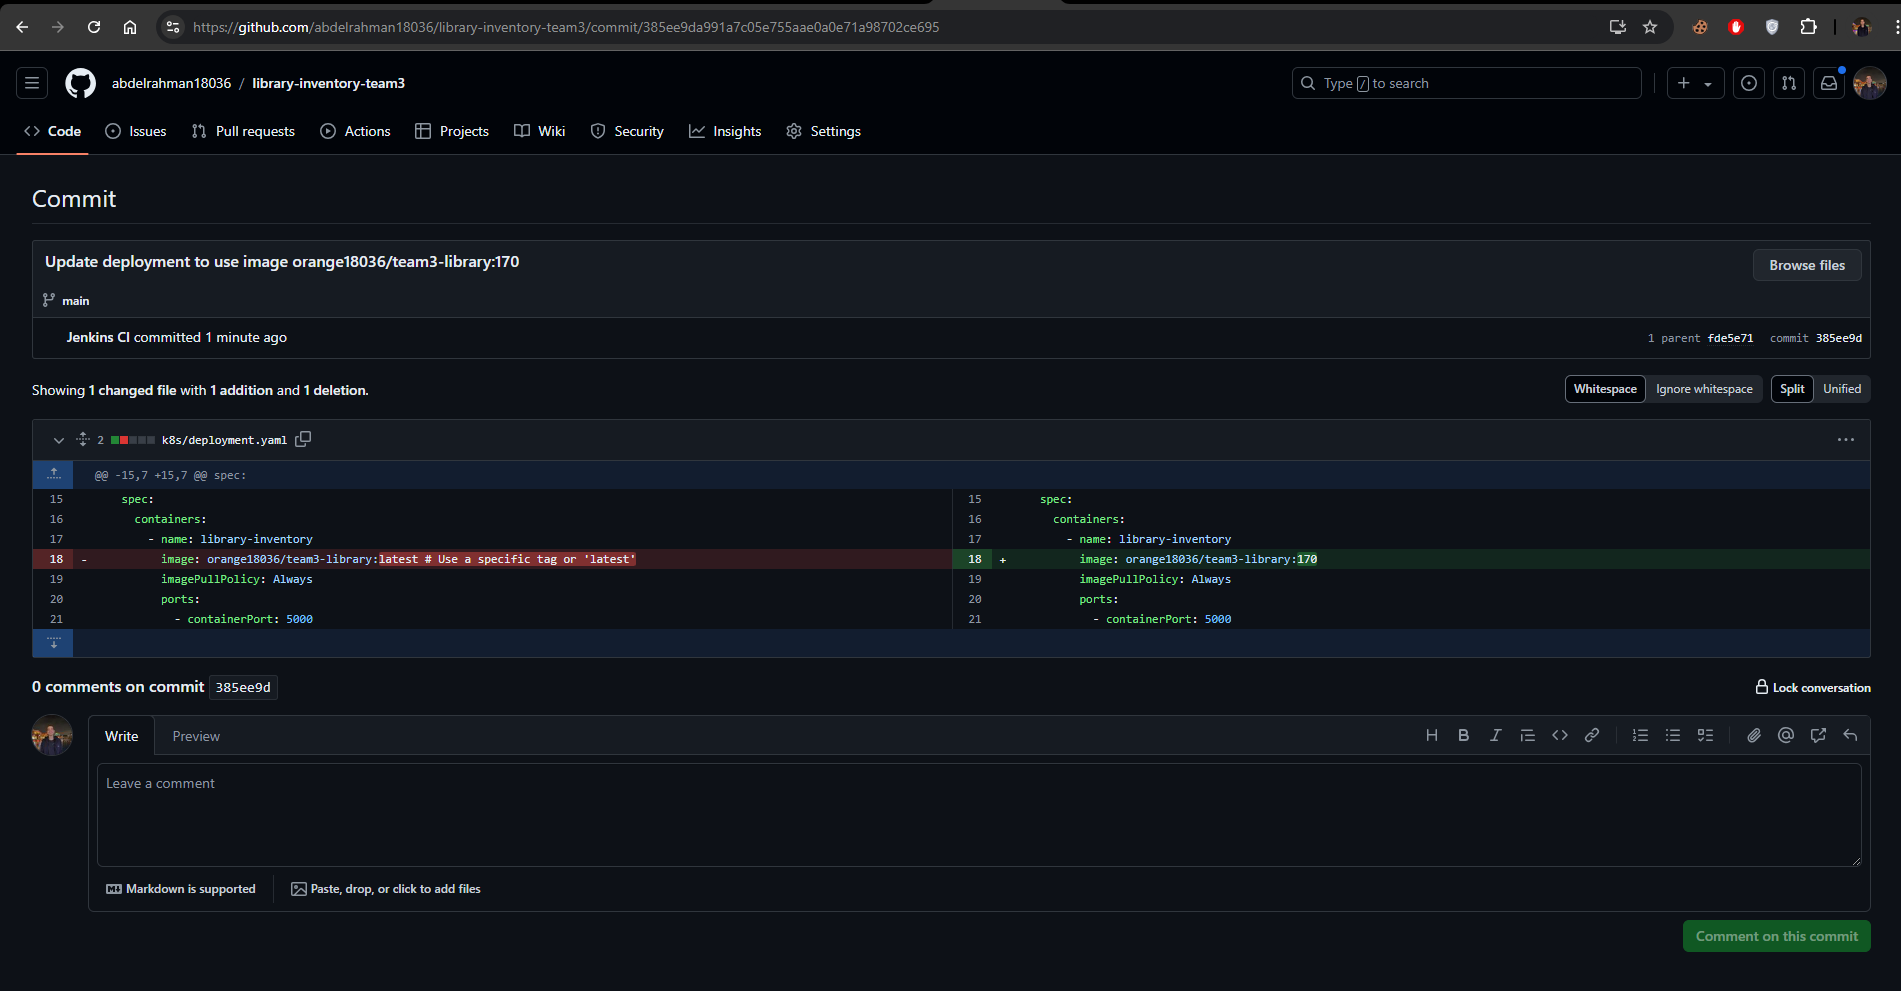 https://github.com/abdelrahman18036/library-inventory-team3/commit/385ee9da991a7c05e755aae0a0e71a98702ce695
abdelrahman18036 / library-inventory-team3
Type / to search
Code Issues Pull requests Actions Projects Wiki Security Insights Settings
Commit
Update deployment to use image orange18036/team3-library:170
Browse files
main
Jenkins CI committed 1 minute ago
1 parent fde5e71 commit 385ee9d
Showing 1 changed file with 1 addition and 1 deletion.
Whitespace Ignore whitespace Split Unified
2 k8s/deployment.yaml
@@ -15,7 +15,7 @@ spec:
15 spec: 15 spec:
16 containers: 16 containers:
17 - name: library-inventory 17 - name: library-inventory
18 - image: orange18036/team3-library:latest # Use a specific tag or 'latest' 18 + image: orange18036/team3-library:170
19 imagePullPolicy: Always 19 imagePullPolicy: Always
20 ports: 20 ports:
21 - containerPort: 5000 21 - containerPort: 5000
0 comments on commit 385ee9d
Lock conversation
Write Preview
Leave a comment
Markdown is supported
Paste, drop, or click to add files
Comment on this commit